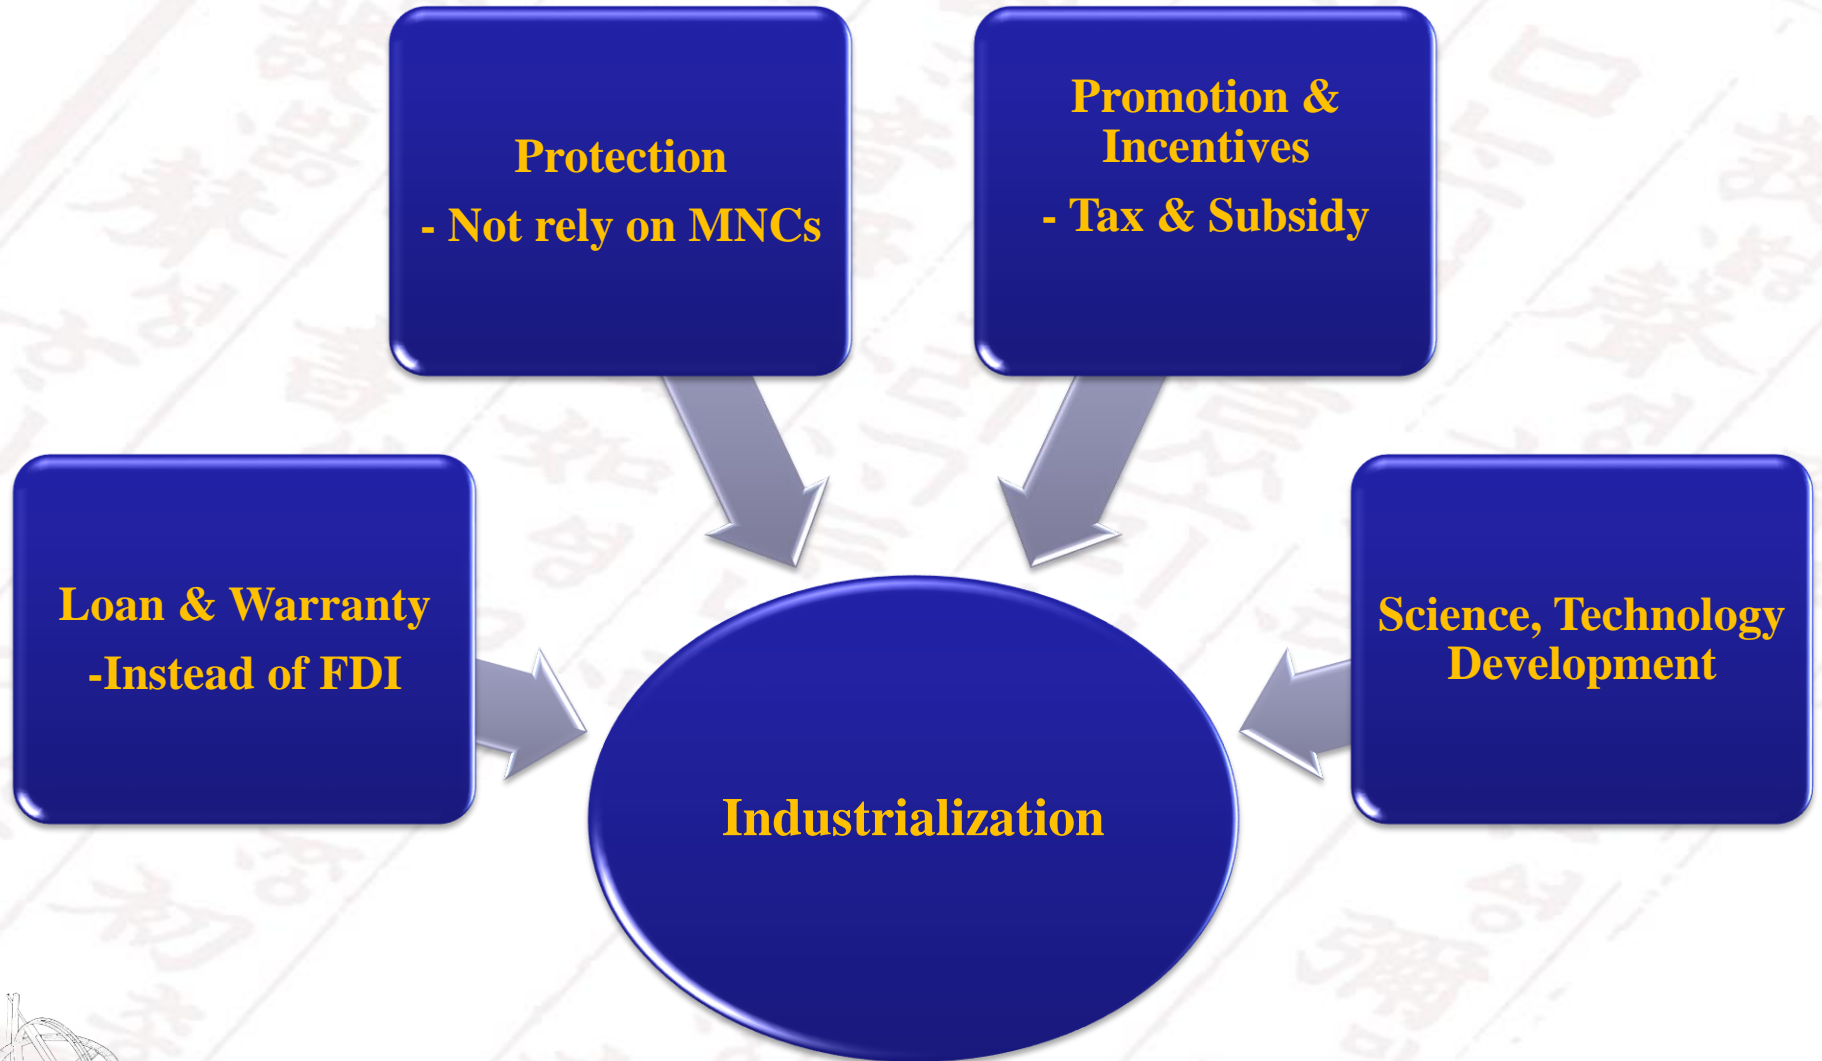 Protection
- Not rely on MNCs
Promotion &
Incentives
- Tax & Subsidy
Loan & Warranty
-Instead of FDI
Science, Technology
Development
Industrialization